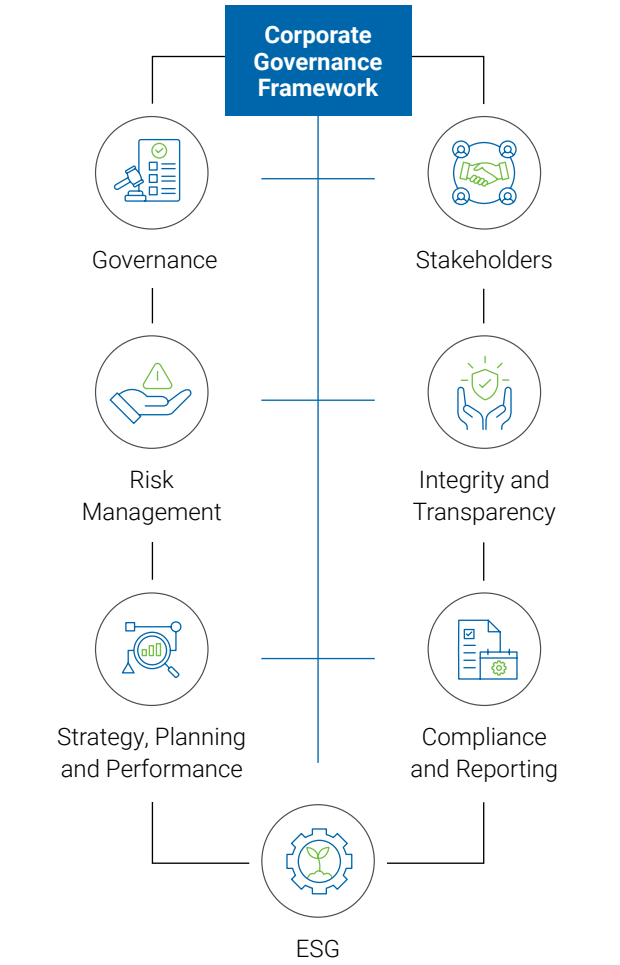 Corporate
Governance
Framework
Governance
Stakeholders
Risk
Management
Integrity and
Transparency
Strategy, Planning
and Performance
Compliance
and Reporting
ESG